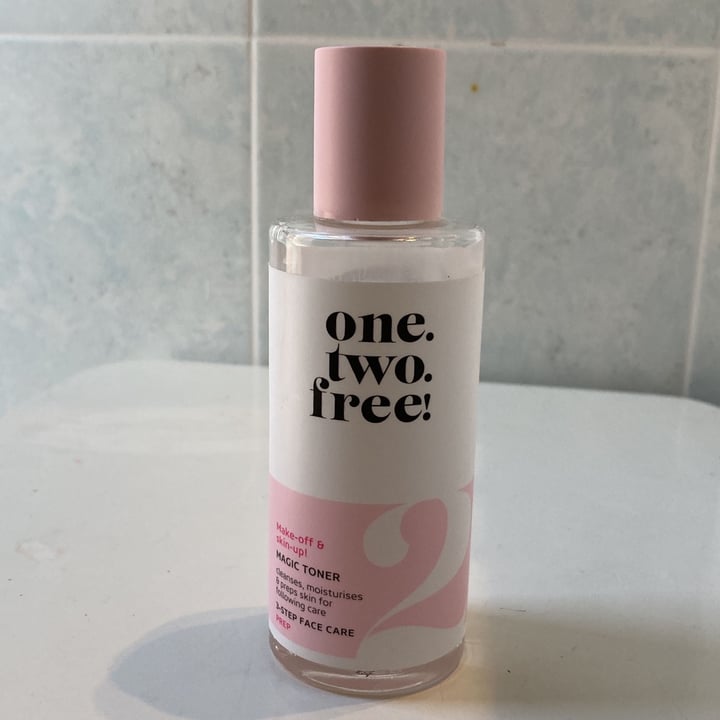 one.
two.
free!
2
Make-off &
skin-up!
MAGIC TONER
cleanses, moisturises
& preps skin for
following care
3-STEP FACE CARE
PREP